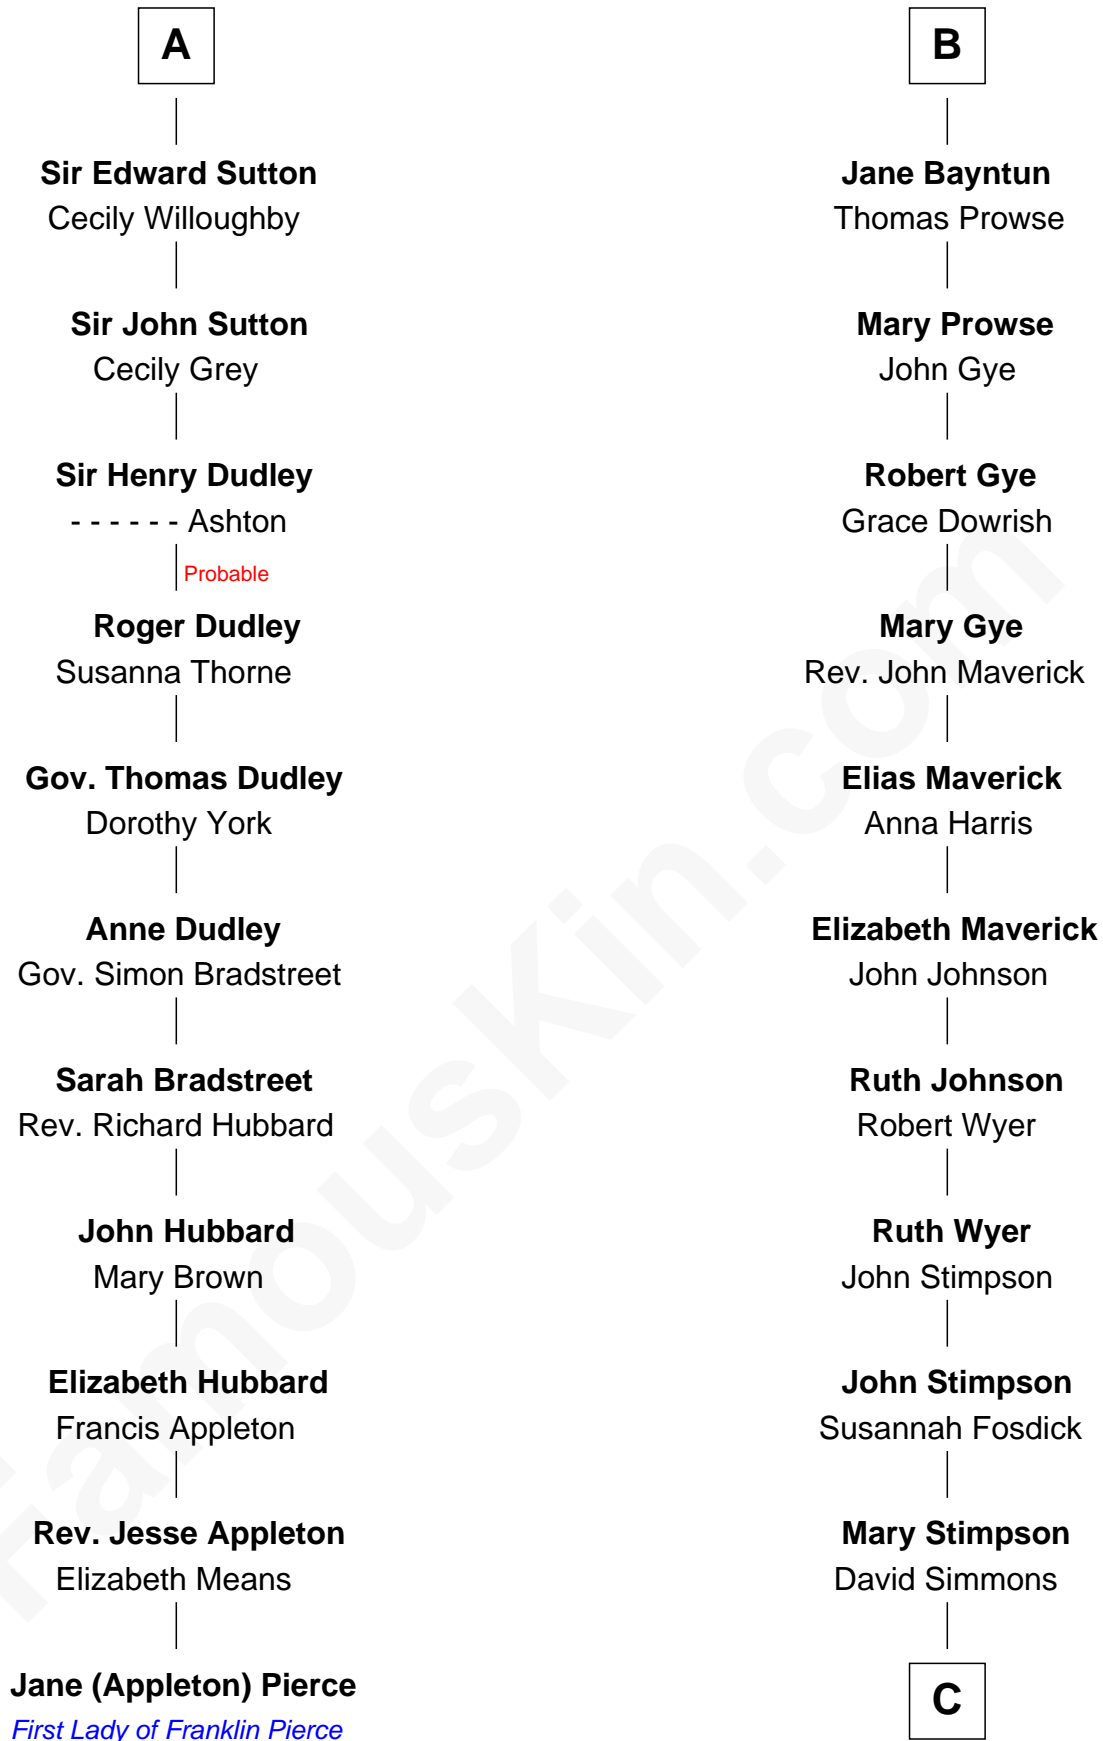 A
Sir Edward Sutton
Cecily Willoughby
Sir John Sutton
Cecily Grey
Sir Henry Dudley
- - - - - - Ashton
Probable
Roger Dudley
Susanna Thorne
Gov. Thomas Dudley
Dorothy York
Anne Dudley
Gov. Simon Bradstreet
Sarah Bradstreet
Rev. Richard Hubbard
John Hubbard
Mary Brown
Elizabeth Hubbard
Francis Appleton
Rev. Jesse Appleton
Elizabeth Means
Jane (Appleton) Pierce
First Lady of Franklin Pierce
B
Jane Bayntun
Thomas Prowse
Mary Prowse
John Gye
Robert Gye
Grace Dowrish
Mary Gye
Rev. John Maverick
Elias Maverick
Anna Harris
Elizabeth Maverick
John Johnson
Ruth Johnson
Robert Wyer
Ruth Wyer
John Stimpson
John Stimpson
Susannah Fosdick
Mary Stimpson
David Simmons
C
FamousKin.com